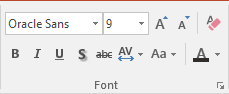 Oracle Sans 9 A A A
B I U S abc AV Aa A
Font